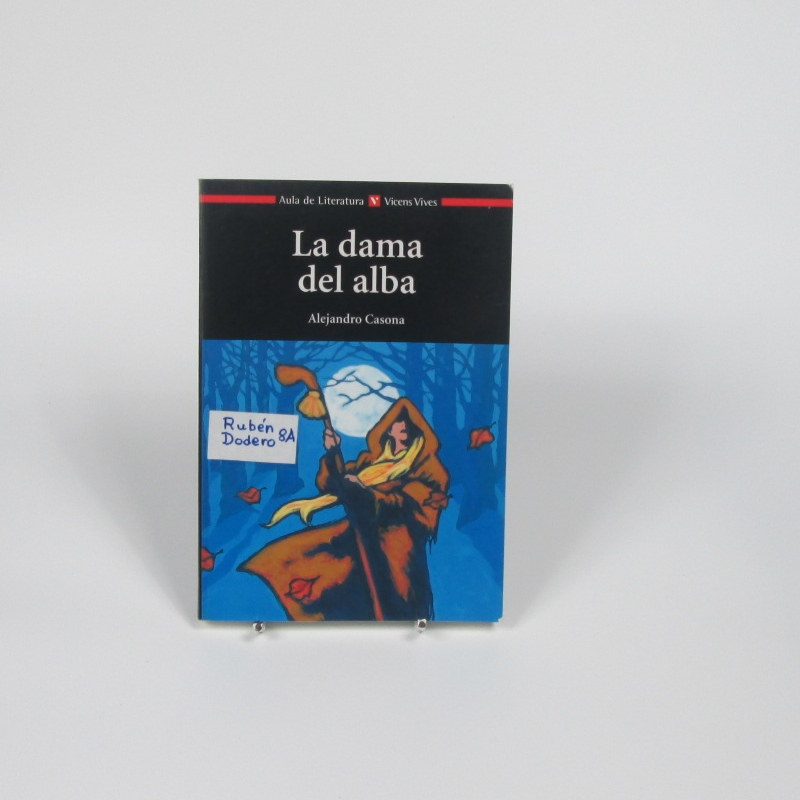 Aula de Literatura V Vicens Vives
La dama
del alba
Alejandro Casona
Rubén 8A
Dodero